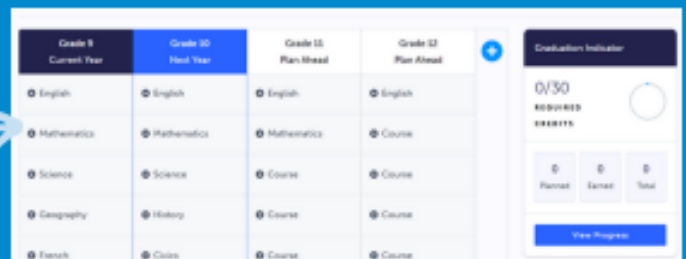 Grade 9 Grade 10 Grade 11 Grade 12
Current Year Next Year Plan Ahead Plan Ahead
English English English English
Mathematics Mathematics Mathematics Course
Science Science Course Course
Geography History Course Course
French Civics Course Course
Graduation Indicator
0/30
REQUIRED
CREDITS
0 0 0
Planned Earned Total
View Progress